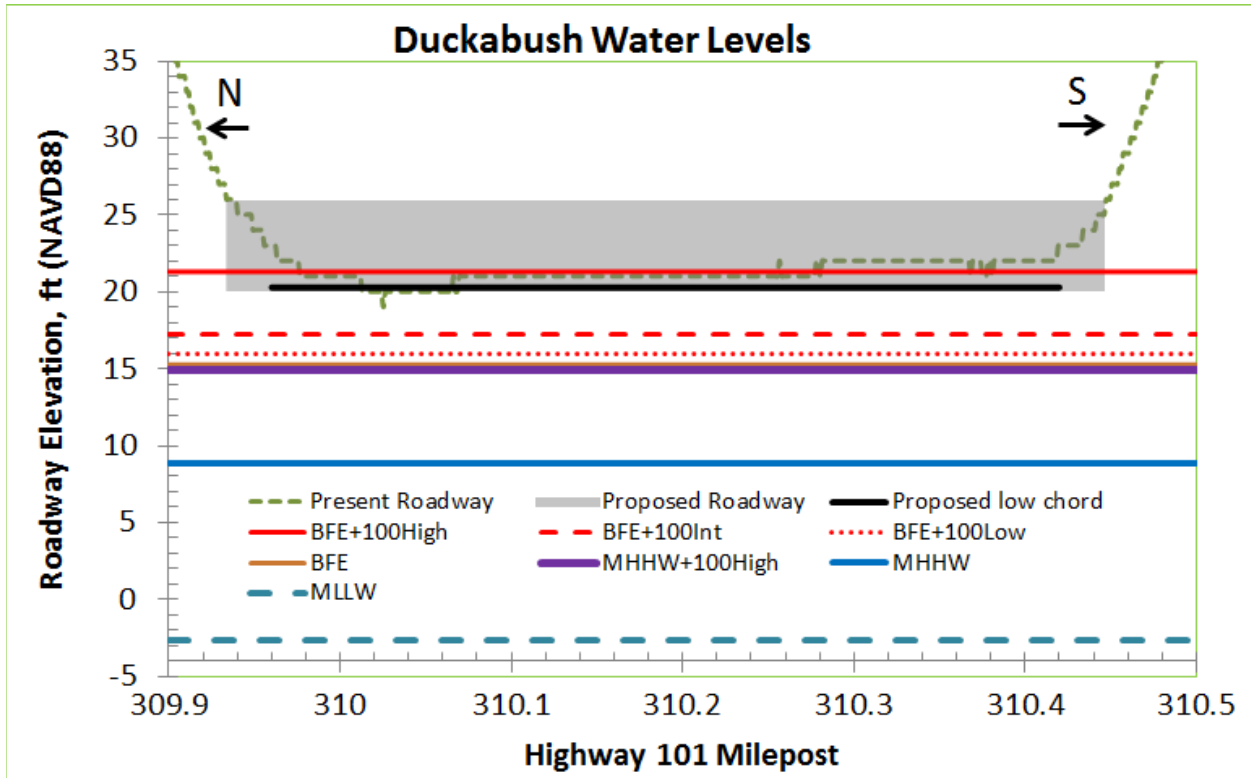 Duckabush Water Levels
N
S
Roadway Elevation, ft (NAVD88)
35
30
25
20
15
10
5
0
-5
Present Roadway Proposed Roadway Proposed low chord
BFE+100High BFE+100Int BFE+100Low
BFE MHHW+100High MHHW
MLLW
309.9 310 310.1 310.2 310.3 310.4 310.5
Highway 101 Milepost